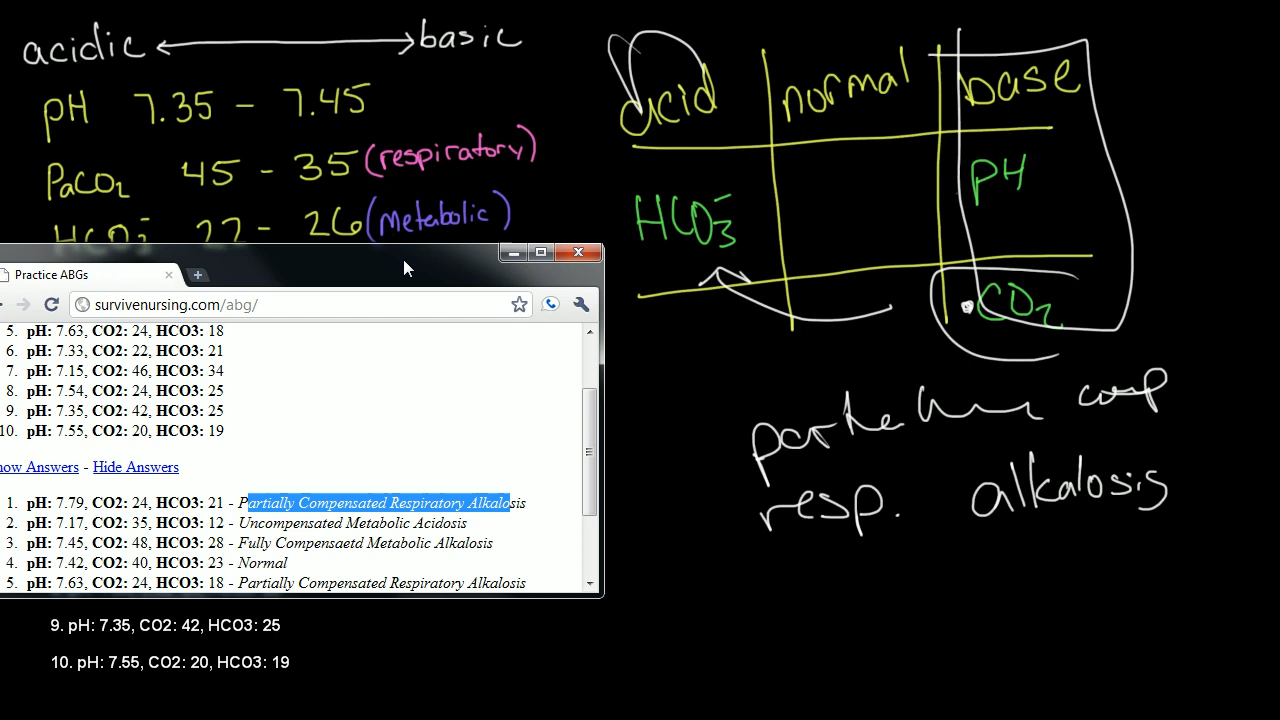 acidic basic
pH 7.35 - 7.45
PaCO2 45 - 35 (respiratory)
HCO3- 22 - 26 (Metabolic)
acid normal base
pH
HCO3-
CO2
comp
resp. alkalosis
Practice ABGs
survivenursing.com/abg/
5. pH: 7.63, CO2: 24, HCO3: 18
6. pH: 7.33, CO2: 22, HCO3: 21
7. pH: 7.15, CO2: 46, HCO3: 34
8. pH: 7.54, CO2: 24, HCO3: 25
9. pH: 7.35, CO2: 42, HCO3: 25
10. pH: 7.55, CO2: 20, HCO3: 19
how Answers - Hide Answers
1. pH: 7.79, CO2: 24, HCO3: 21 - Partially Compensated Respiratory Alkalosis
2. pH: 7.17, CO2: 35, HCO3: 12 - Uncompensated Metabolic Acidosis
3. pH: 7.45, CO2: 48, HCO3: 28 - Fully Compensaetd Metabolic Alkalosis
4. pH: 7.42, CO2: 40, HCO3: 23 - Normal
5. pH: 7.63, CO2: 24, HCO3: 18 - Partially Compensated Respiratory Alkalosis
9. pH: 7.35, CO2: 42, HCO3: 25
10. pH: 7.55, CO2: 20, HCO3: 19